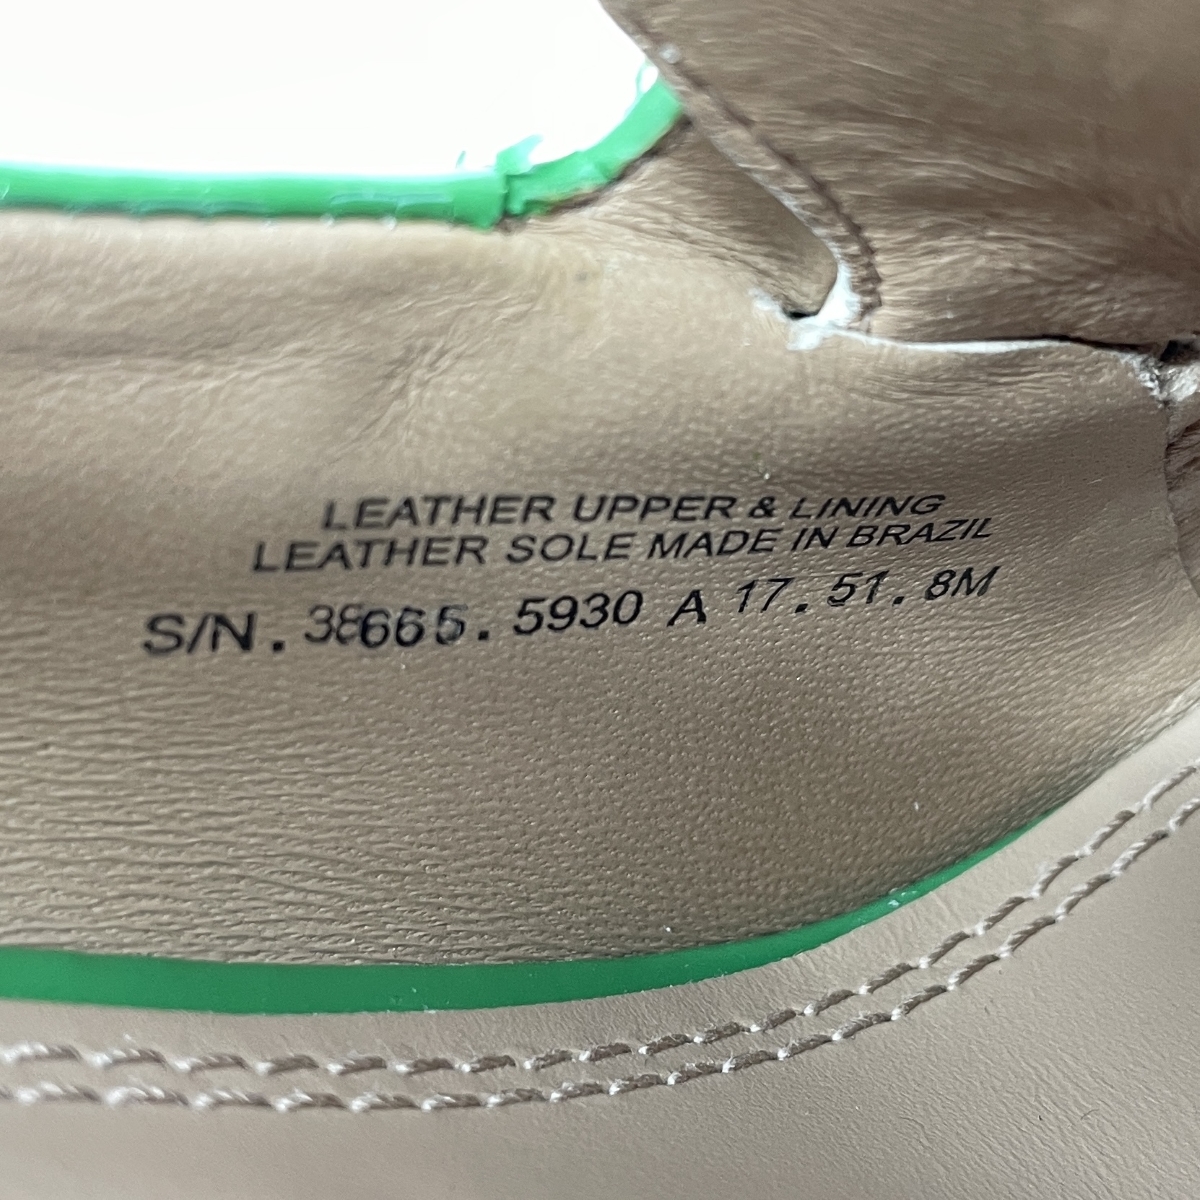 LEATHER UPPER & LINING
LEATHER SOLE MADE IN BRAZIL
S/N. 38665. 5930 A 17. 51. 8M